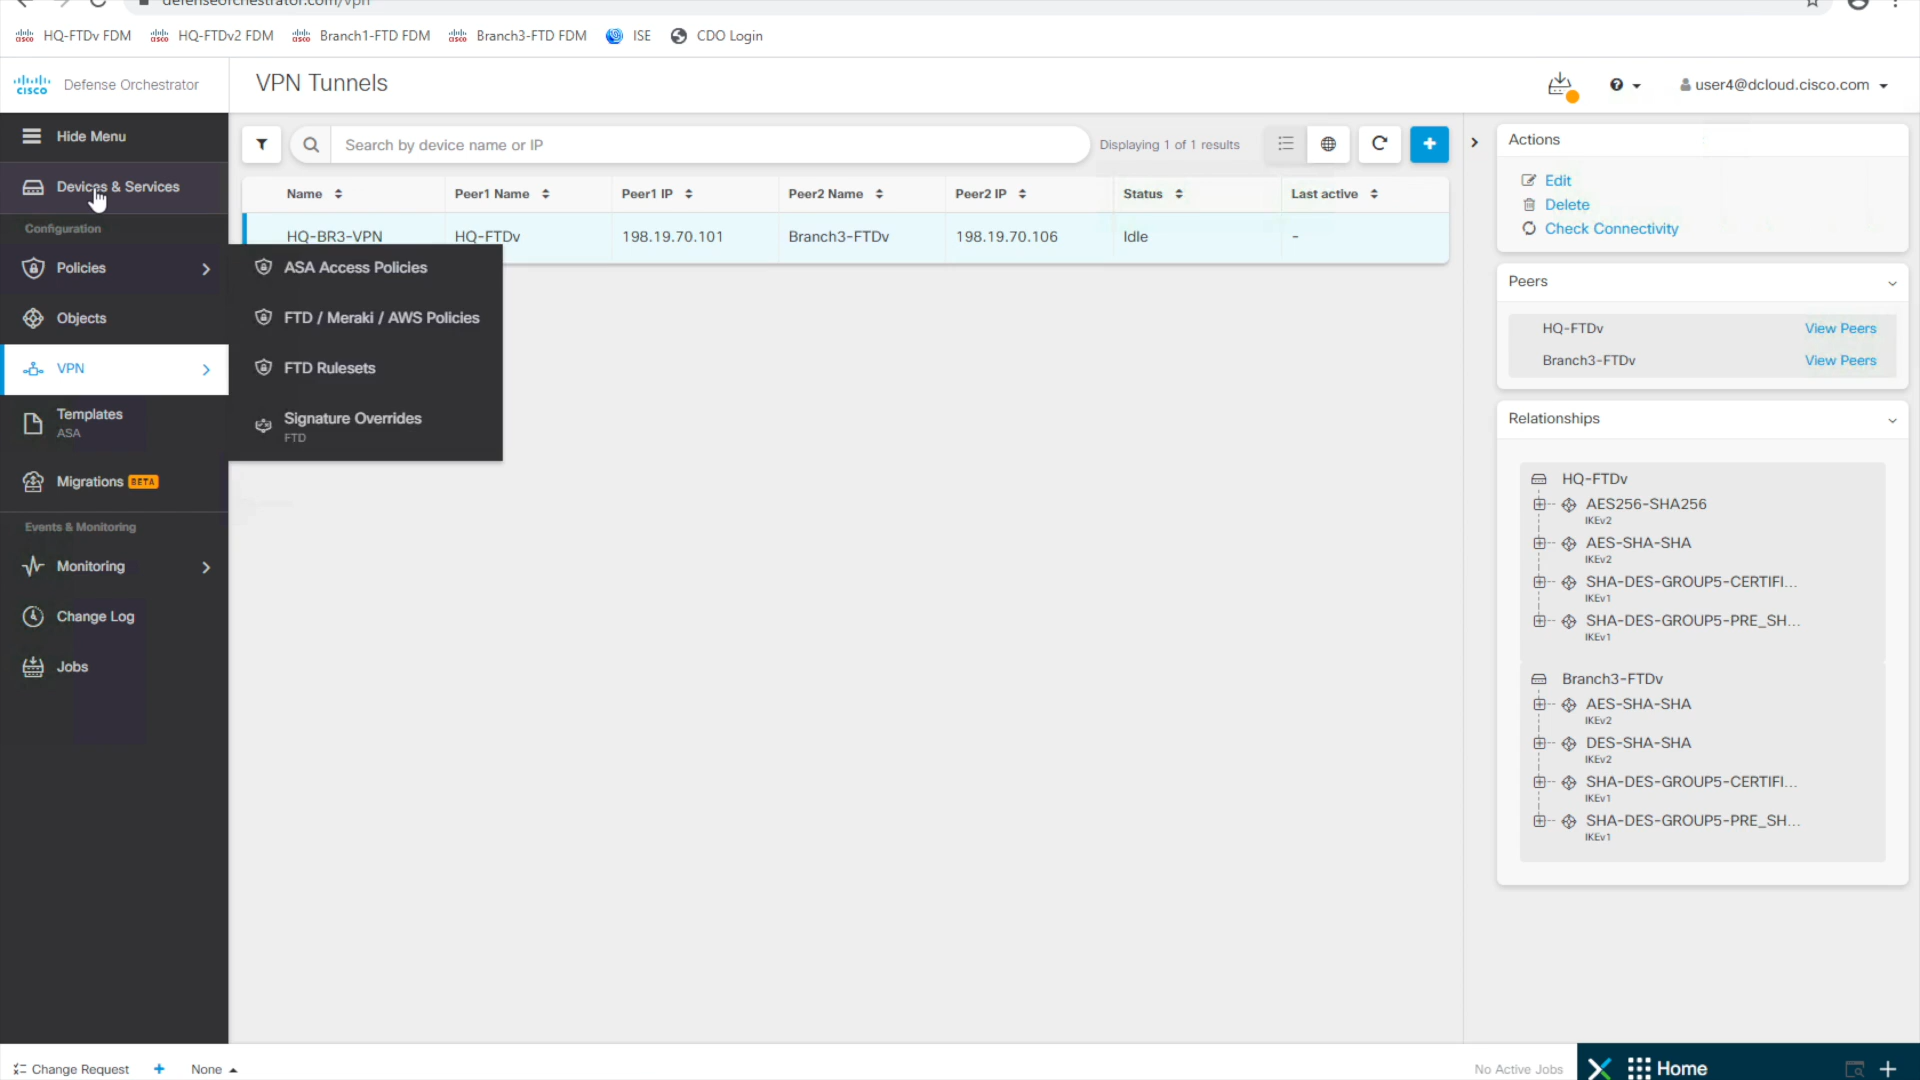 defenseorchestrator.com/vpn
HQ-FTDv FDM
HQ-FTDv2 FDM
Branch1-FTD FDM
Branch3-FTD FDM
ISE
CDO Login
cisco Defense Orchestrator
VPN Tunnels
user4@dcloud.cisco.com
Hide Menu
Devices & Services
Configuration
Policies
Objects
VPN
Templates
ASA
Migrations BETA
Events & Monitoring
Monitoring
Change Log
Jobs
ASA Access Policies
FTD / Meraki / AWS Policies
FTD Rulesets
Signature Overrides
FTD
Search by device name or IP
Displaying 1 of 1 results
Name Peer1 Name Peer1 IP Peer2 Name Peer2 IP Status Last active
HQ-BR3-VPN HQ-FTDv 198.19.70.101 Branch3-FTDv 198.19.70.106 Idle -
Actions
Edit
Delete
Check Connectivity
Peers
HQ-FTDv View Peers
Branch3-FTDv View Peers
Relationships
HQ-FTDv
AES256-SHA256
IKEv2
AES-SHA-SHA
IKEv2
SHA-DES-GROUP5-CERTIFI...
IKEv1
SHA-DES-GROUP5-PRE_SH...
IKEv1
Branch3-FTDv
AES-SHA-SHA
IKEv2
DES-SHA-SHA
IKEv2
SHA-DES-GROUP5-CERTIFI...
IKEv1
SHA-DES-GROUP5-PRE_SH...
IKEv1
Change Request + None
No Active Jobs
Home